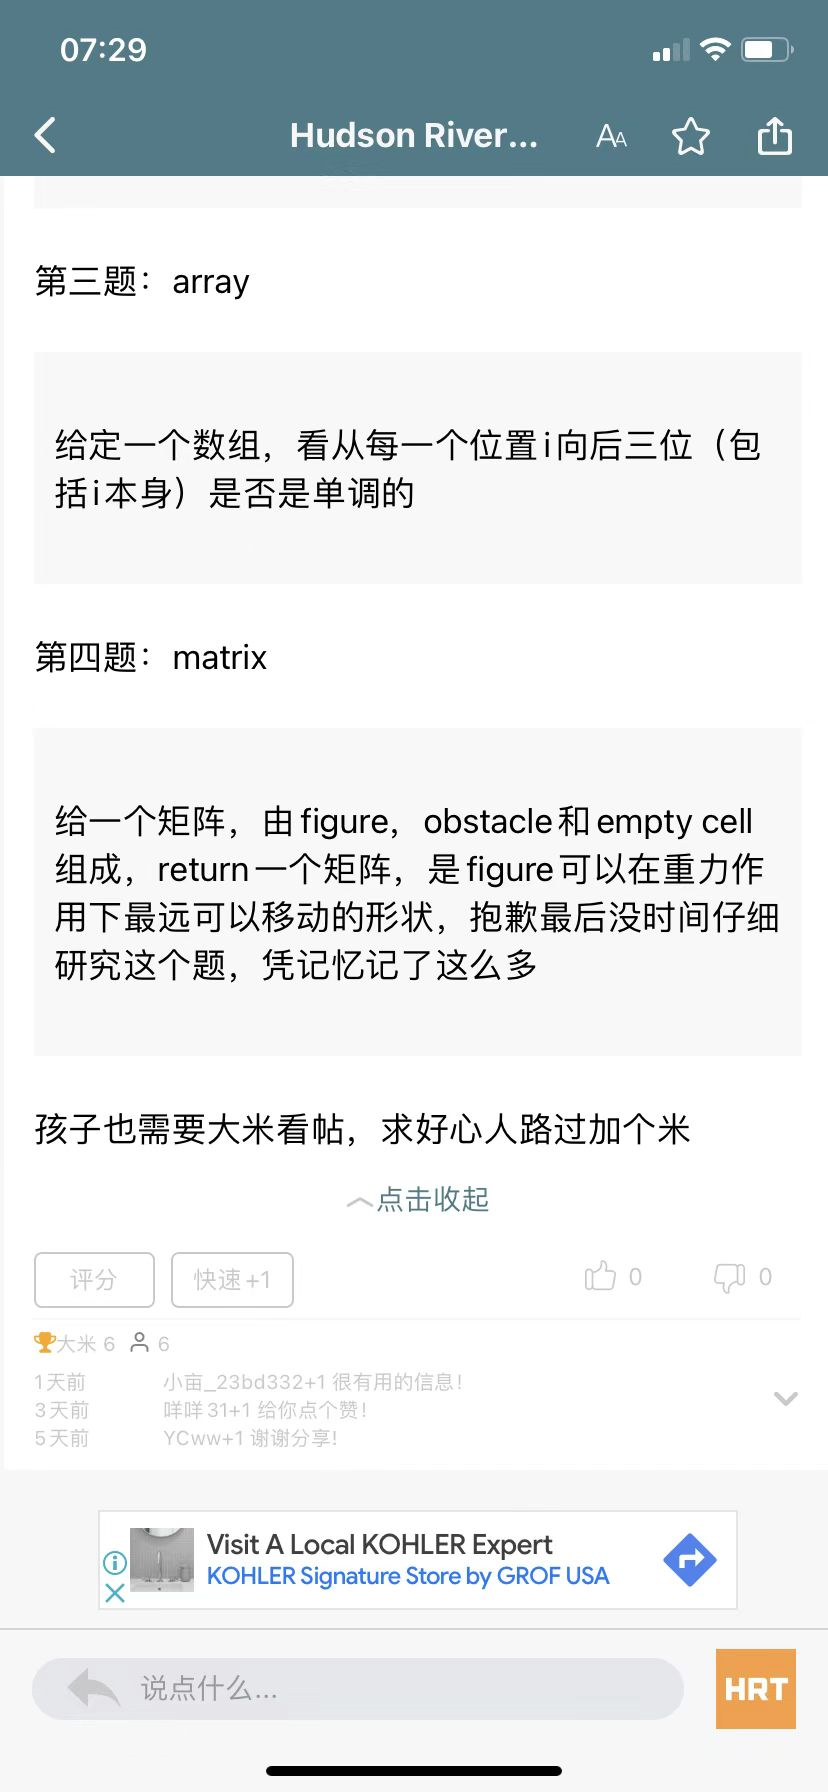 07:29
Hudson River...
AA
第三题：array
给定一个数组，看从每一个位置i向后三位（包
括i本身）是否是单调的
第四题：matrix
给一个矩阵，由figure，obstacle和empty cell
组成，return一个矩阵，是figure可以在重力作
用下最远可以移动的形状，抱歉最后没时间仔细
研究这个题，凭记忆记了这么多
孩子也需要大米看帖，求好心人路过加个米
点击收起
评分 快速+1 0 0
大米 6 6
1天前 小亩_23bd332+1 很有用的信息！
3天前 咩咩31+1 给你点个赞！
5天前 YCww+1 谢谢分享！
Visit A Local KOHLER Expert
KOHLER Signature Store by GROF USA
说点什么...
HRT